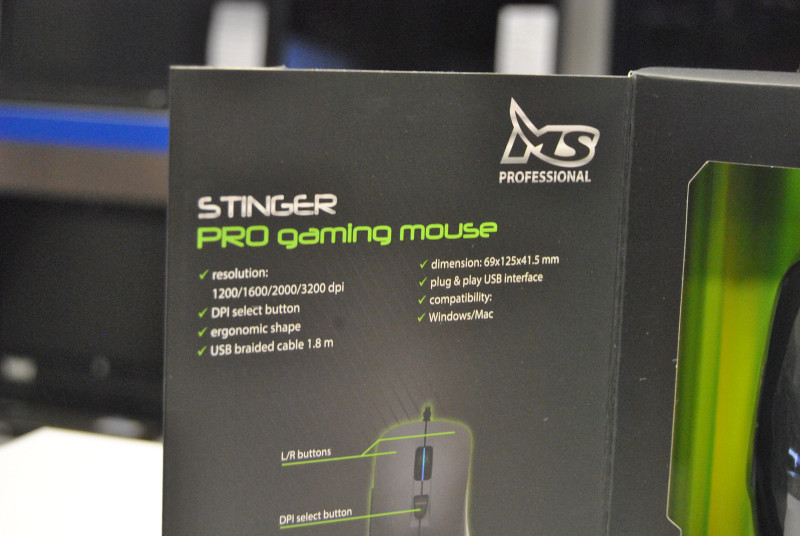 MS
PROFESSIONAL
STINGER
PRO gaming mouse
✓ resolution:
1200/1600/2000/3200 dpi
✓ DPI select button
✓ ergonomic shape
✓ USB braided cable 1.8 m
✓ dimension: 69x125x41.5 mm
✓ plug & play USB interface
✓ compatibility:
✓ Windows/Mac
L/R buttons
DPI select button